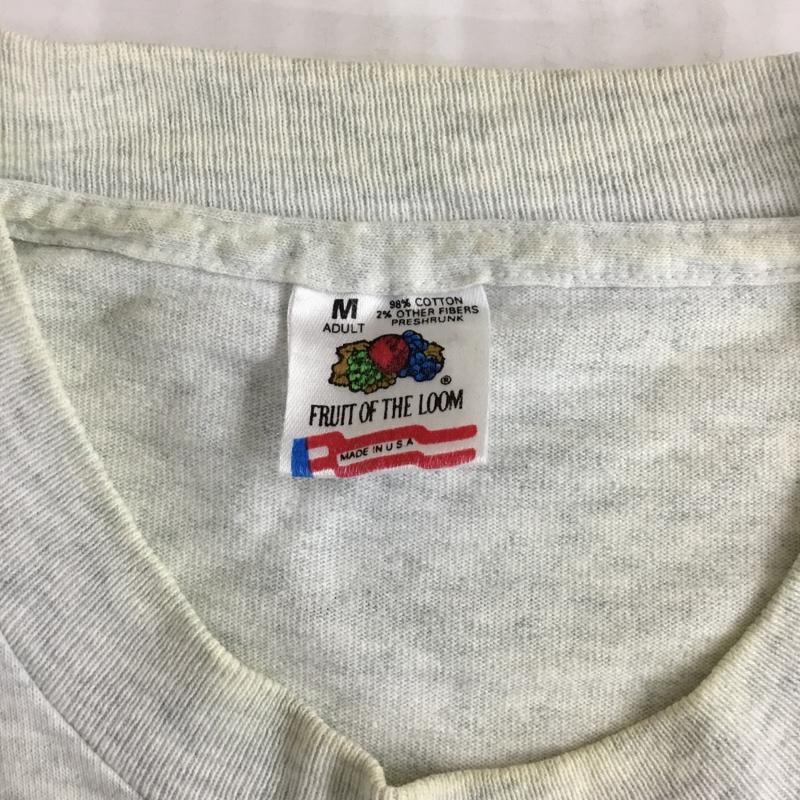 M
ADULT
98% COTTON
2% OTHER FIBERS
PRESHRUNK
®
FRUIT OF THE LOOM
MADE IN U S A